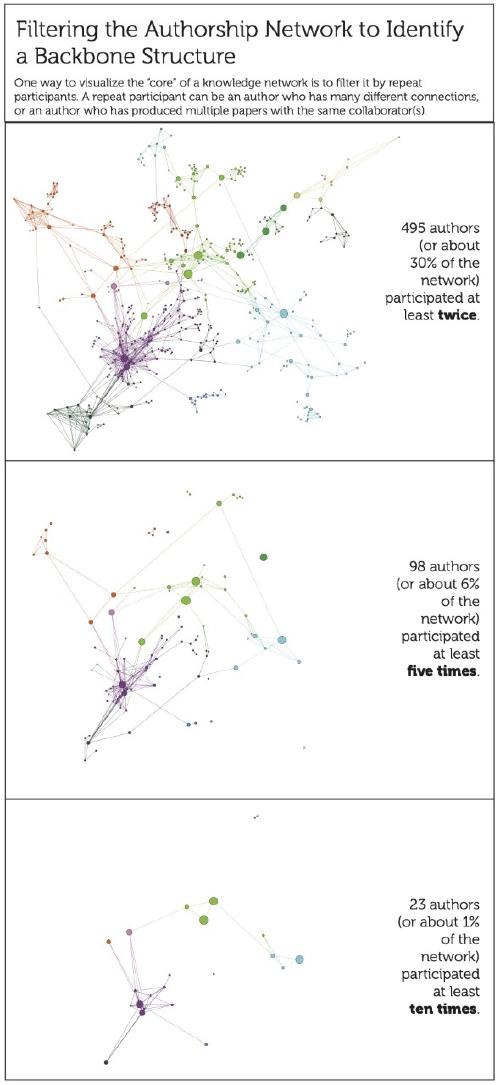 Filtering the Authorship Network to Identify
a Backbone Structure
One way to visualize the "core" of a knowledge network is to filter it by repeat
participants. A repeat participant can be an author who has many different connections,
or an author who has produced multiple papers with the same collaborator(s).
495 authors
(or about
30% of the
network)
participated at
least twice.
98 authors
(or about 6%
of the
network)
participated
at least
five times.
23 authors
(or about 1%
of the
network)
participated
at least
ten times.